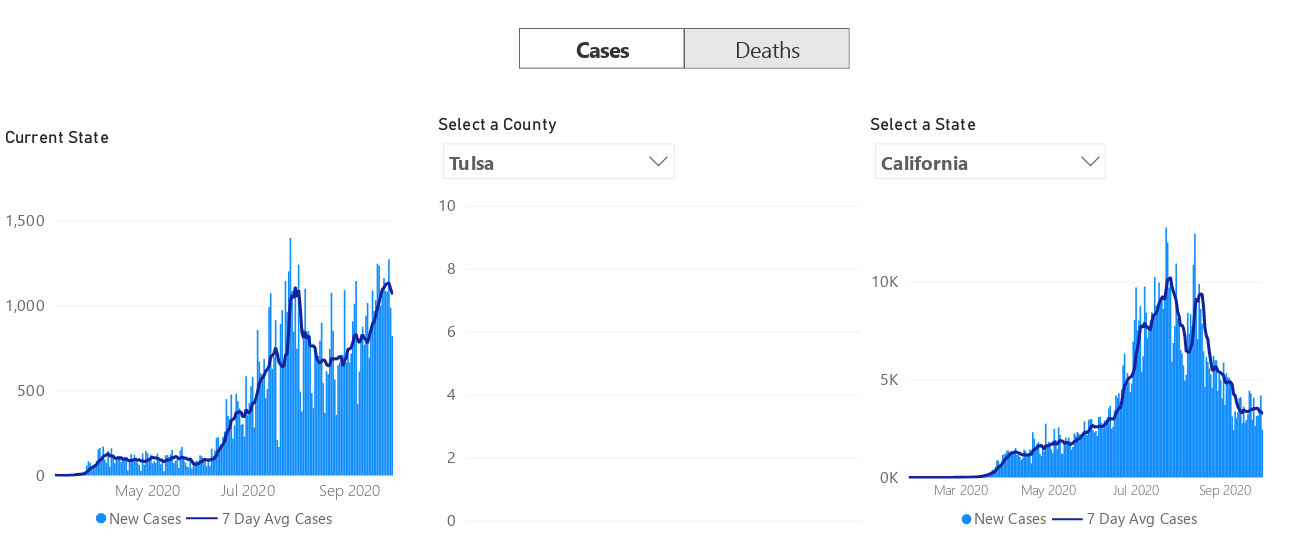 Cases Deaths
Current State
Select a County
Select a State
Tulsa
California
1,500
1,000
500
0
May 2020 Jul 2020 Sep 2020
New Cases 7 Day Avg Cases
10
8
6
4
2
0
10K
5K
0K
Mar 2020 May 2020 Jul 2020 Sep 2020
New Cases 7 Day Avg Cases